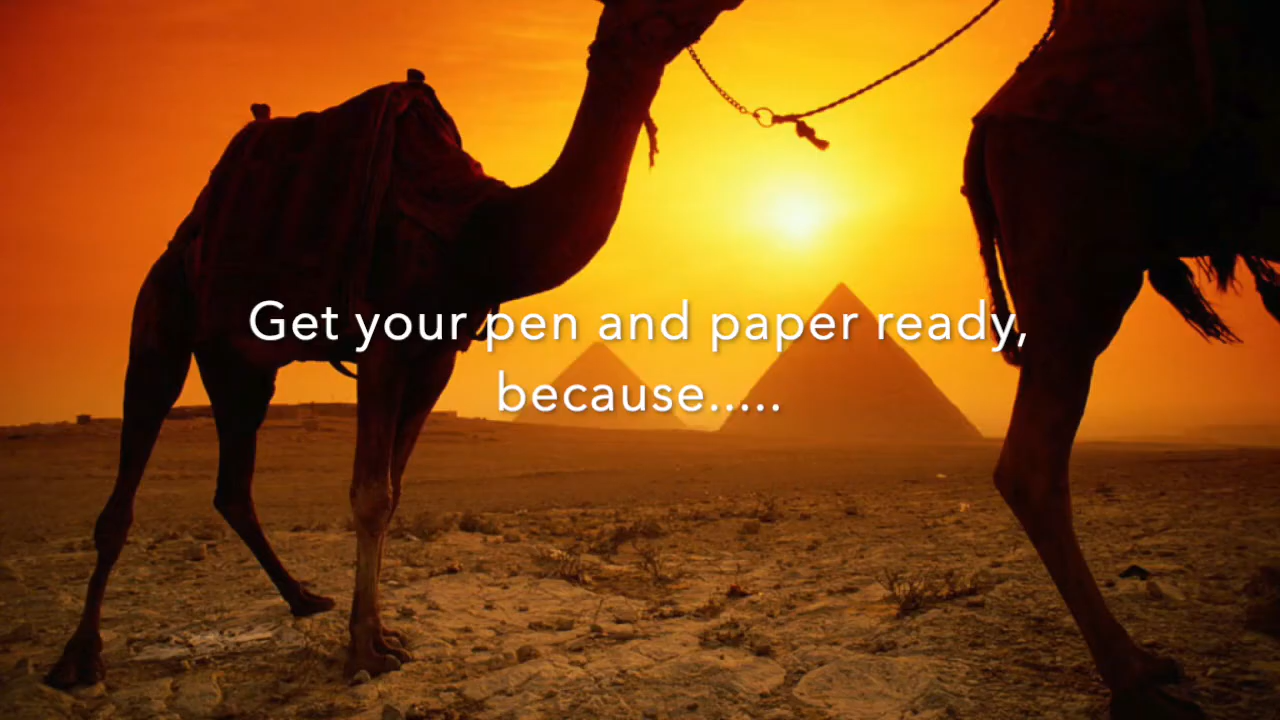 Get your pen and paper ready,
because.....